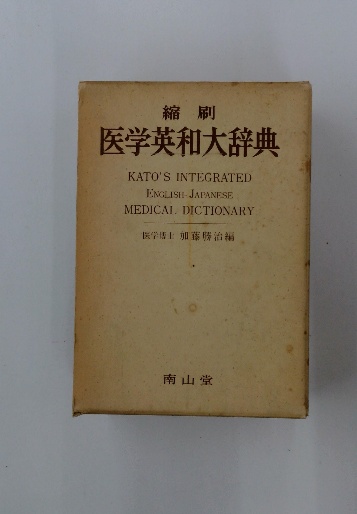 縮刷
医学英和大辞典
KATO'S INTEGRATED
ENGLISH-JAPANESE
MEDICAL DICTIONARY
医学博士 加藤勝治編
南山堂